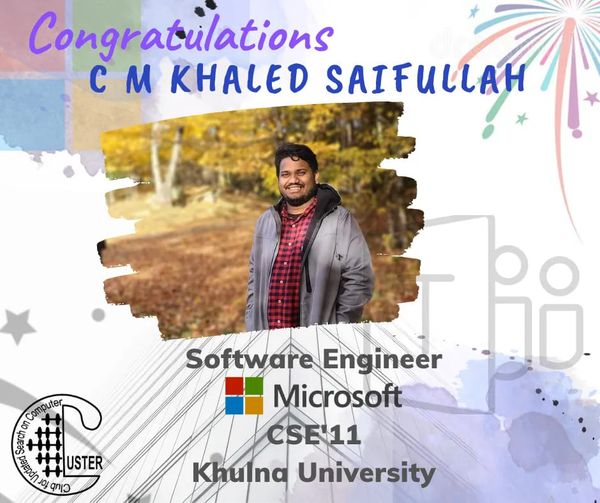 Congratulations
C M KHALED SAIFULLAH
Software Engineer
Microsoft
CSE'11
Khulna University
Club for Updated Search on Computer
CLUSTER